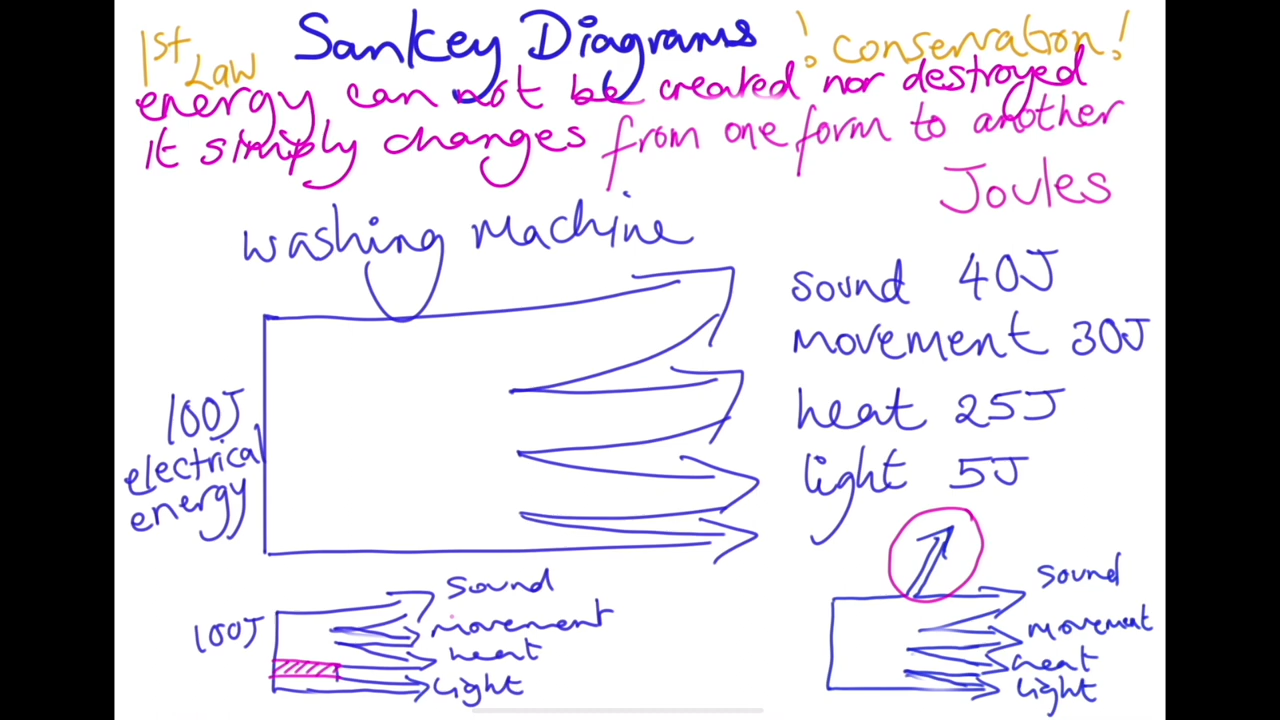 1st Law
Sankey Diagrams
! Conservation!
energy can not be created nor destroyed
it simply changes from one form to another
Joules
washing Machine
sound 40J
movement 30J
heat 25J
light 5J
100J
electrical
energy
100J
sound
movement
heat
light
sound
movement
heat
light